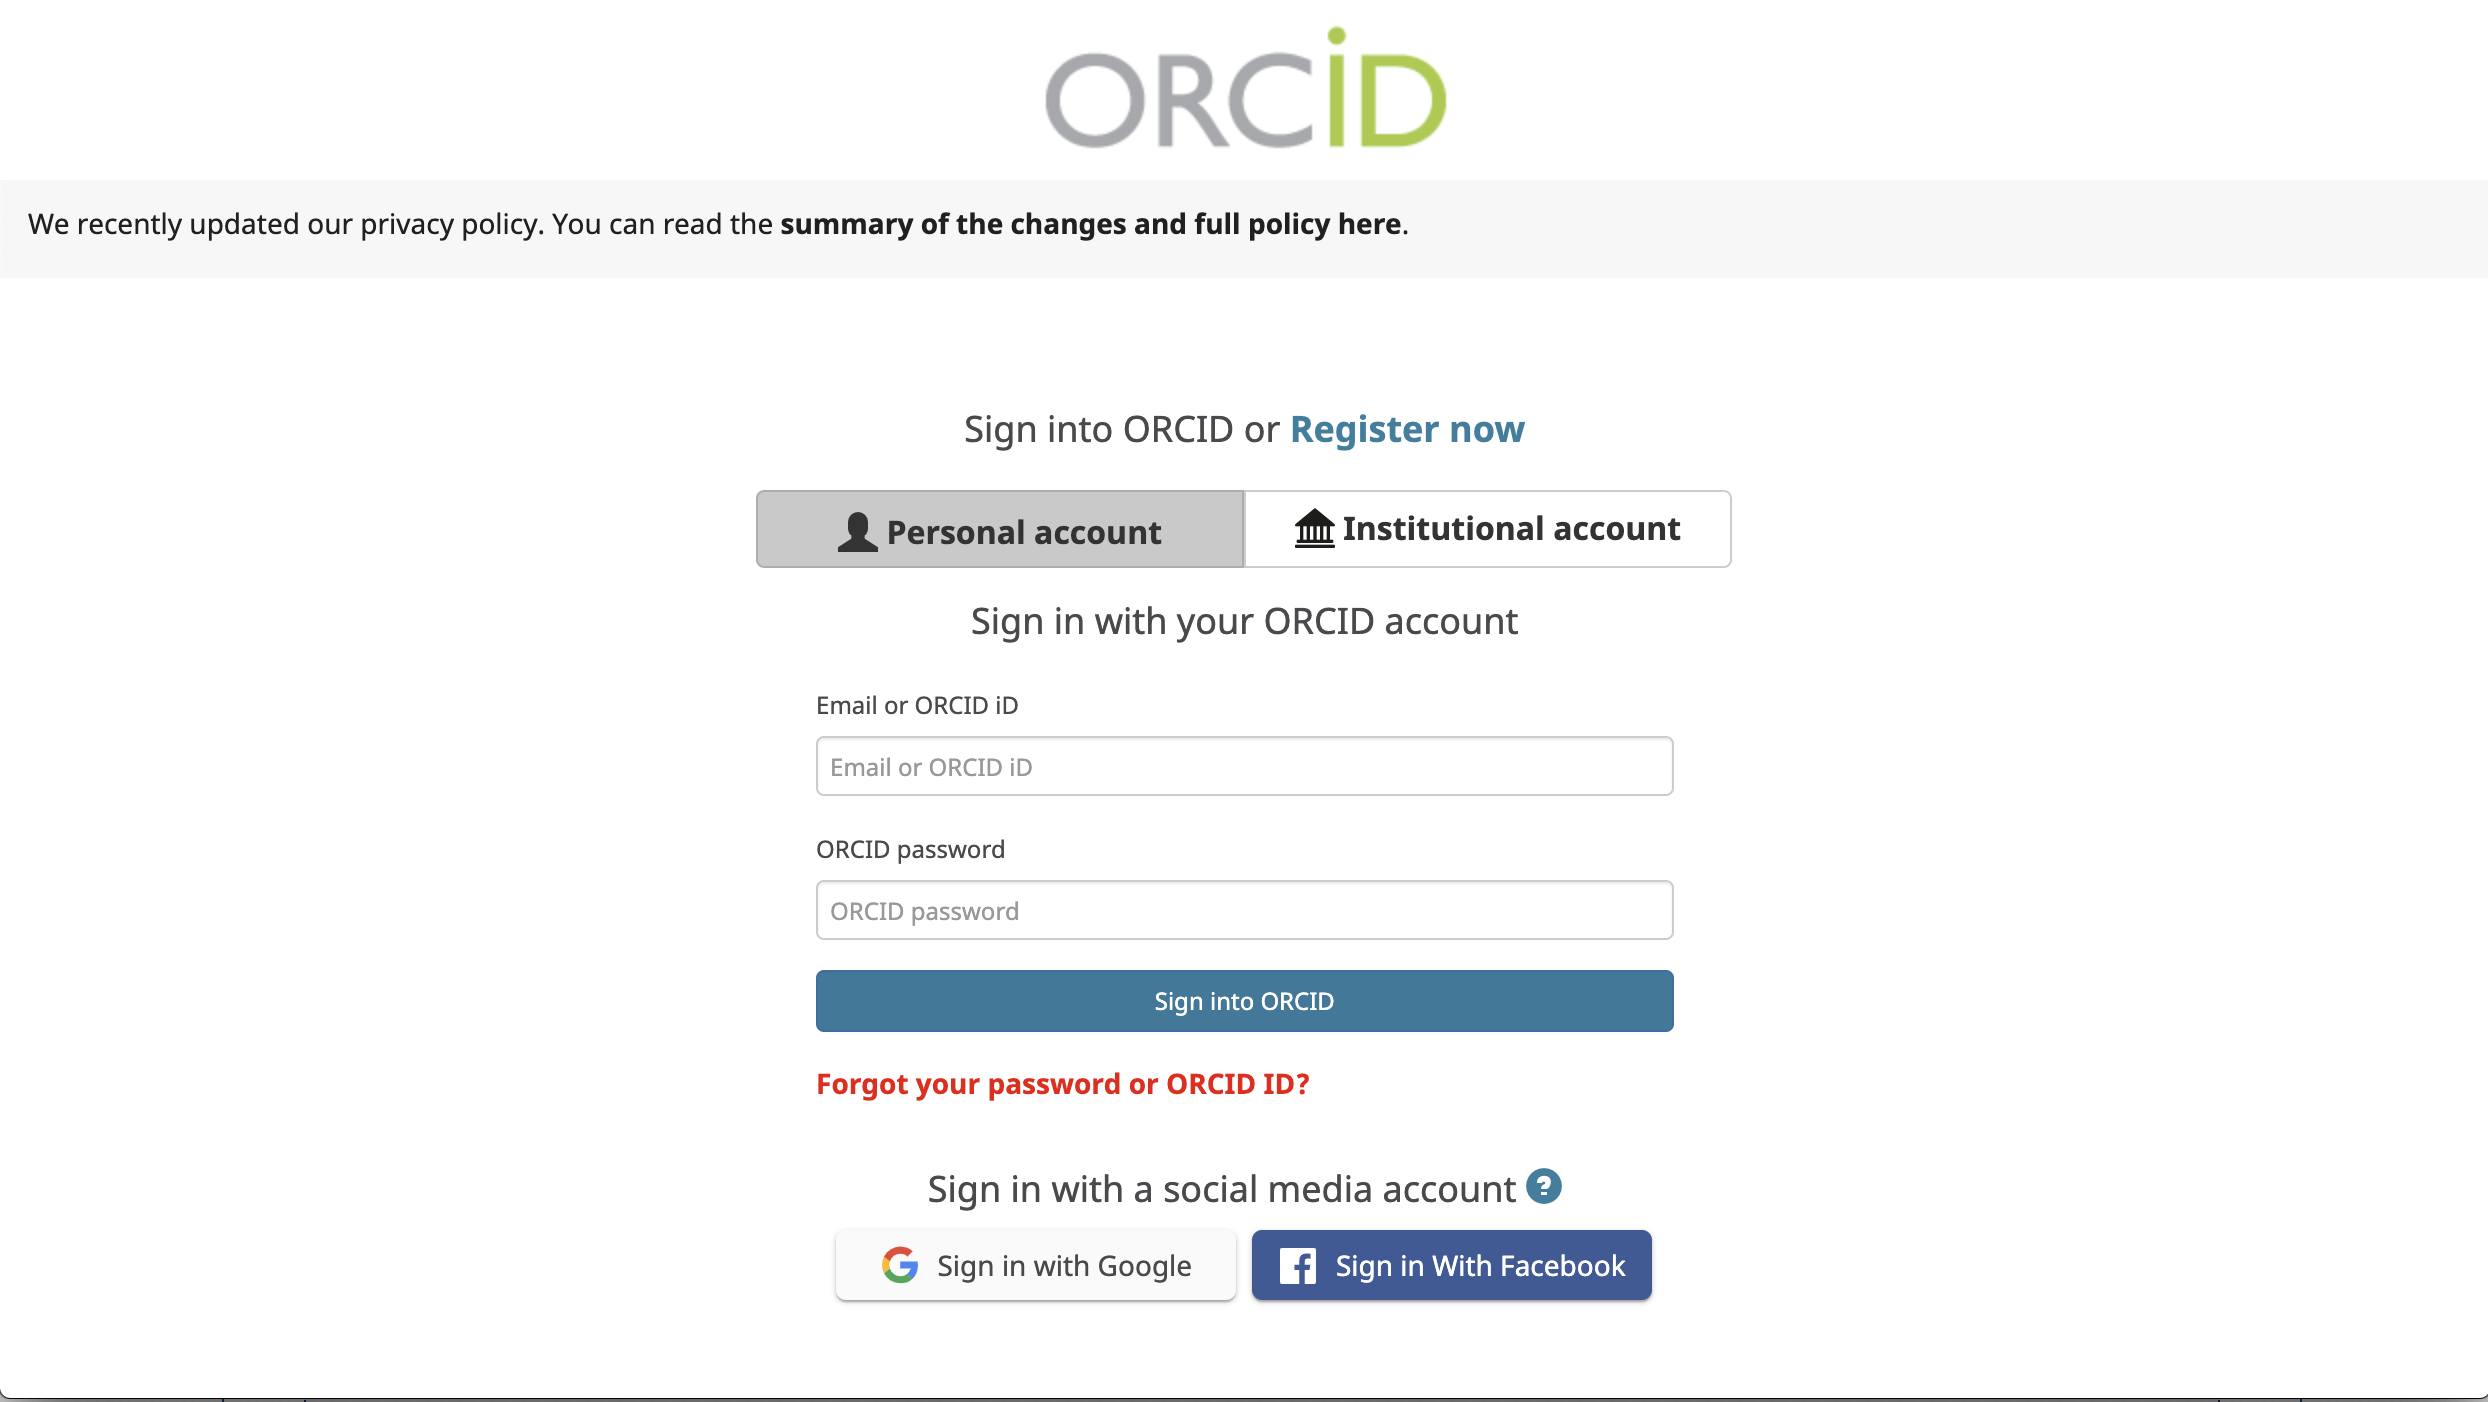 ORCiD
We recently updated our privacy policy. You can read the summary of the changes and full policy here.
Sign into ORCID or Register now
Personal account
Institutional account
Sign in with your ORCID account
Email or ORCID iD
Email or ORCID iD
ORCID password
ORCID password
Sign into ORCID
Forgot your password or ORCID ID?
Sign in with a social media account ?
Sign in with Google
Sign in With Facebook